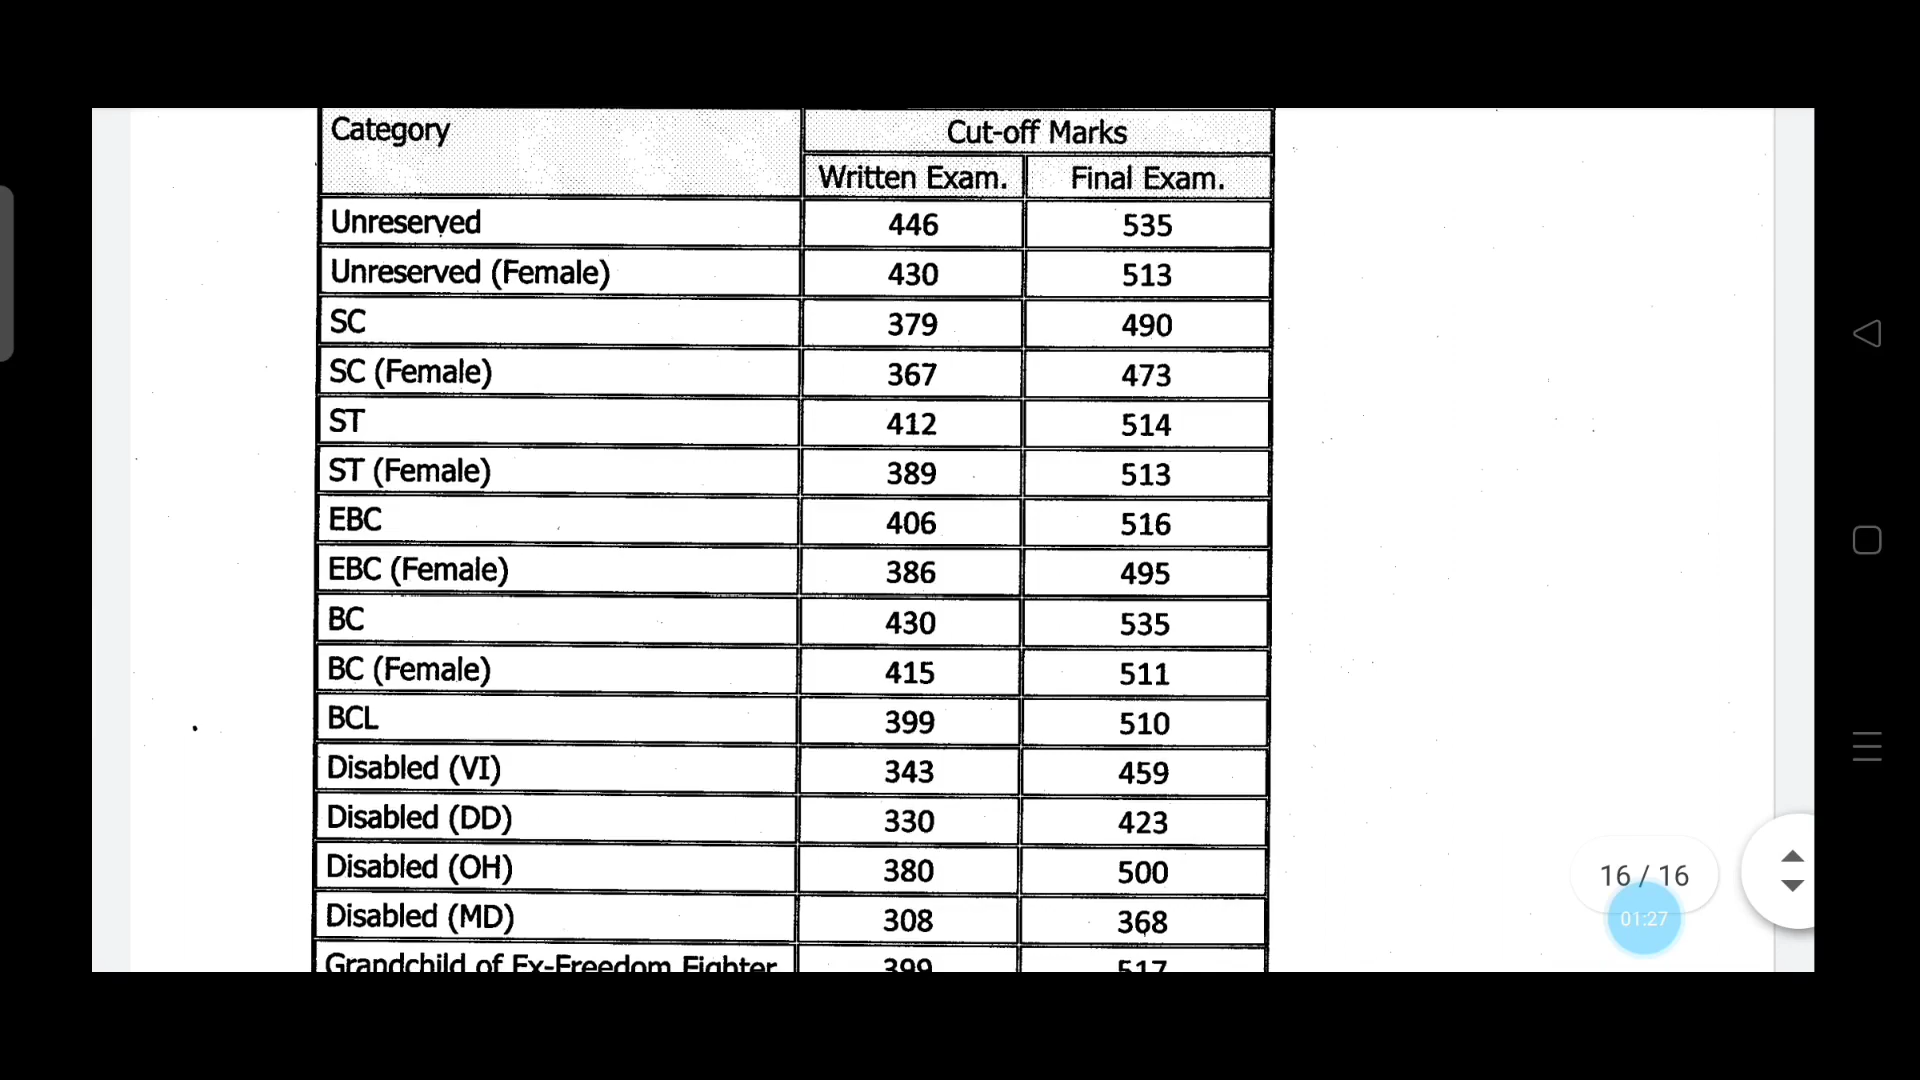 Category Cut-off Marks
Written Exam. Final Exam.
Unreserved 446 535
Unreserved (Female) 430 513
SC 379 490
SC (Female) 367 473
ST 412 514
ST (Female) 389 513
EBC 406 516
EBC (Female) 386 495
BC 430 535
BC (Female) 415 511
BCL 399 510
Disabled (VI) 343 459
Disabled (DD) 330 423
Disabled (OH) 380 500
Disabled (MD) 308 368
Grandchild of Ex-Freedom Fighter 399 517
16 / 16
01:27